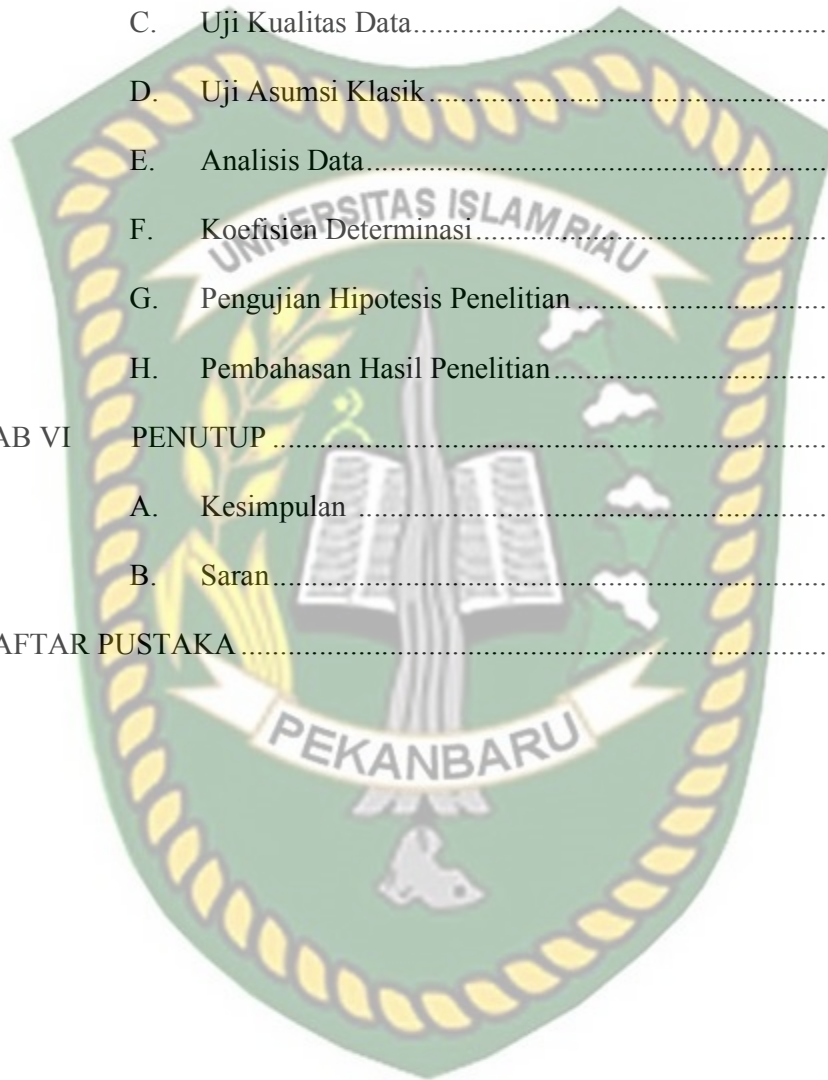 C. Uji Kualitas Data
D. Uji Asumsi Klasik
E. Analisis Data
UNIVERSITAS ISLAM RIAU
F. Koefisien Determinasi
G. Pengujian Hipotesis Penelitian
H. Pembahasan Hasil Penelitian
AB VI PENUTUP
A. Kesimpulan
B. Saran
AFTAR PUSTAKA
PEKANBARU